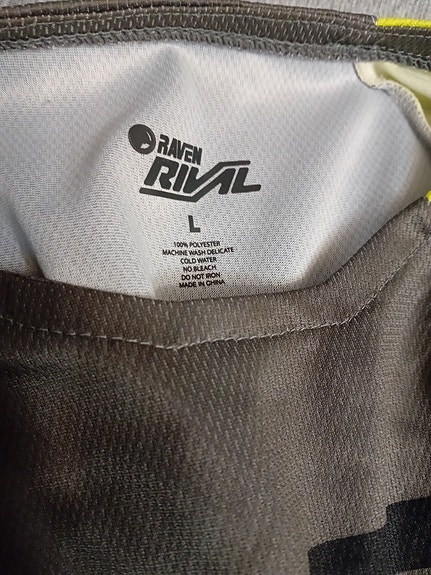 RAVEN
RIVAL
L
100% POLYESTER
MACHINE WASH DELICATE
COLD WATER
NO BLEACH
DO NOT IRON
MADE IN CHINA